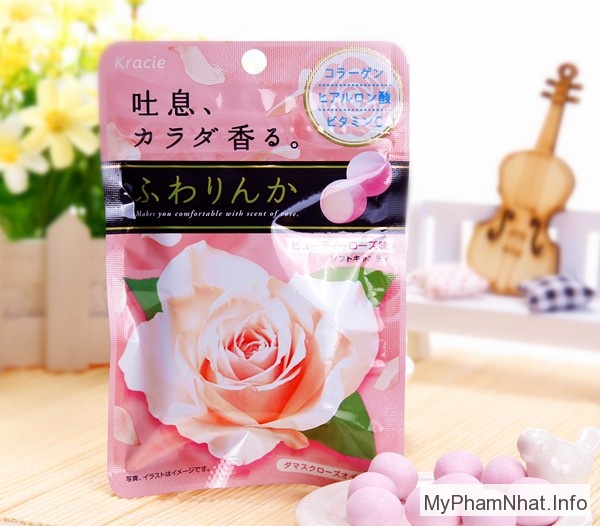 Kracie
コラーゲン
ヒアルロン酸
ビタミンC
吐息、
カラダ香る。
ふわりんか
Makes you comfortable with scent of rose.
ビューティーローズ味
ソフトキャンディ
写真、イラストはイメージです。
ダマスクローズオイ
MyPhamNhat.Info